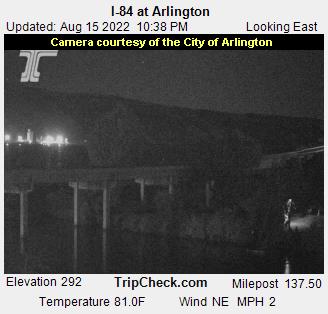 I-84 at Arlington
Updated: Aug 15 2022 10:38 PM Looking East
Camera courtesy of the City of Arlington
Elevation 292 TripCheck.com Milepost 137.50
Temperature 81.0F Wind NE MPH 2